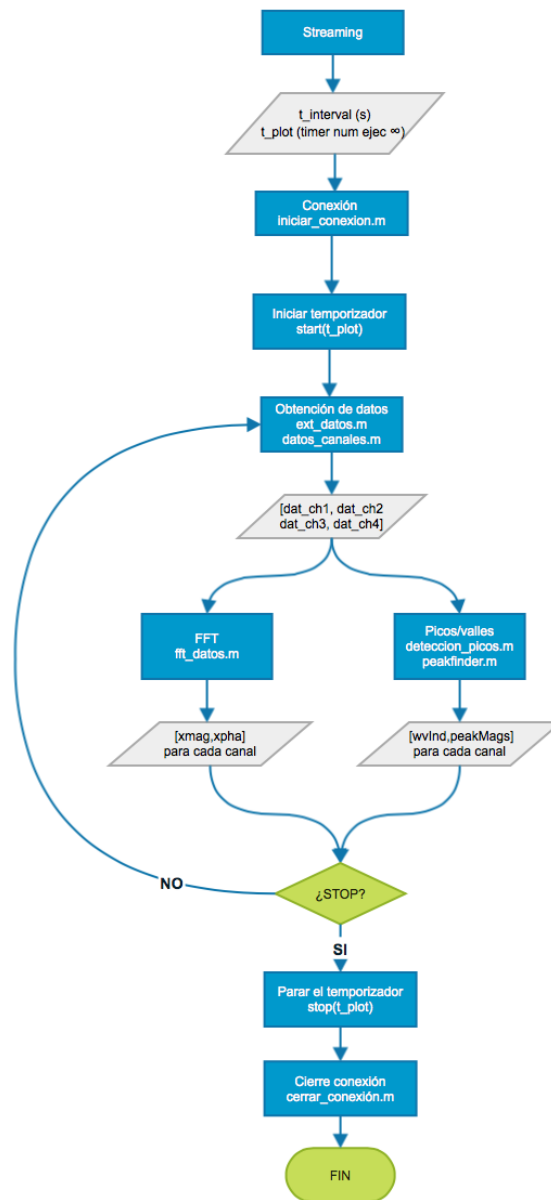 Streaming
t_interval (s)
t_plot (timer num ejec ∞)
Conexión
iniciar_conexion.m
Iniciar temporizador
start(t_plot)
Obtención de datos
ext_datos.m
datos_canales.m
[dat_ch1, dat_ch2
dat_ch3, dat_ch4]
FFT
fft_datos.m
Picos/valles
deteccion_picos.m
peakfinder.m
[xmag,xpha]
para cada canal
[wvInd,peakMags]
para cada canal
¿STOP?
NO
SI
Parar el temporizador
stop(t_plot)
Cierre conexión
cerrar_conexión.m
FIN